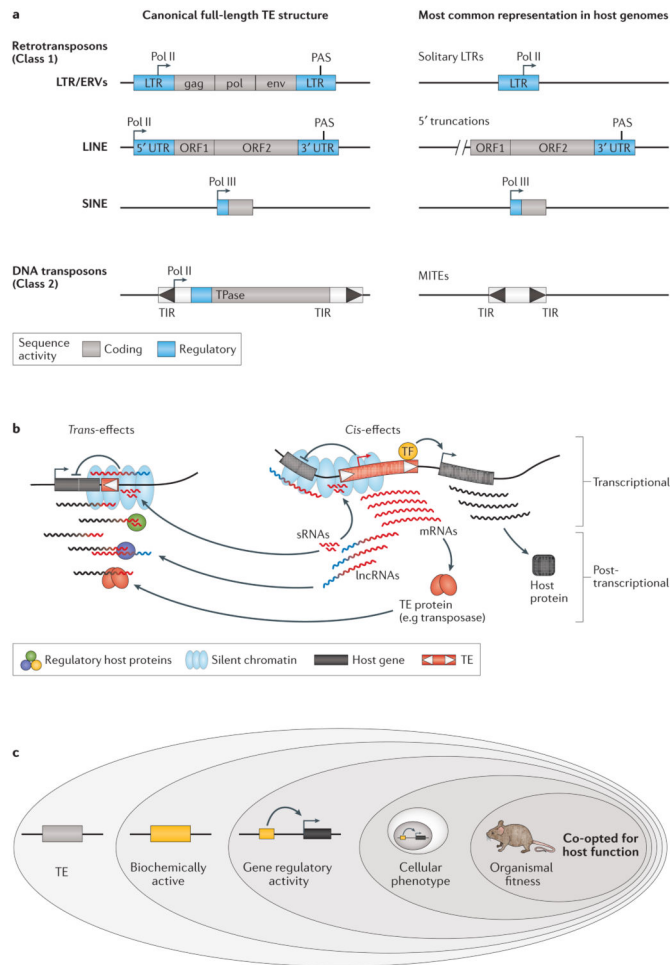 a
Canonical full-length TE structure
Most common representation in host genomes
Retrotransposons
(Class 1)
LTR/ERVs
Pol II
PAS
LTR gag pol env LTR
Solitary LTRs
Pol II
LTR
LINE
Pol II
PAS
5′ UTR ORF1 ORF2 3′ UTR
5′ truncations
PAS
ORF1 ORF2 3′ UTR
SINE
Pol III
Pol III
DNA transposons
(Class 2)
Pol II
TPase
TIR TIR
MITEs
TIR TIR
Sequence
activity
Coding
Regulatory
b
Trans-effects
Cis-effects
TF
Transcriptional
sRNAs
mRNAs
lncRNAs
TE protein
(e.g transposase)
Host
protein
Post-
transcriptional
Regulatory host proteins
Silent chromatin
Host gene
TE
c
TE
Biochemically
active
Gene regulatory
activity
Cellular
phenotype
Organismal
fitness
Co-opted for
host function